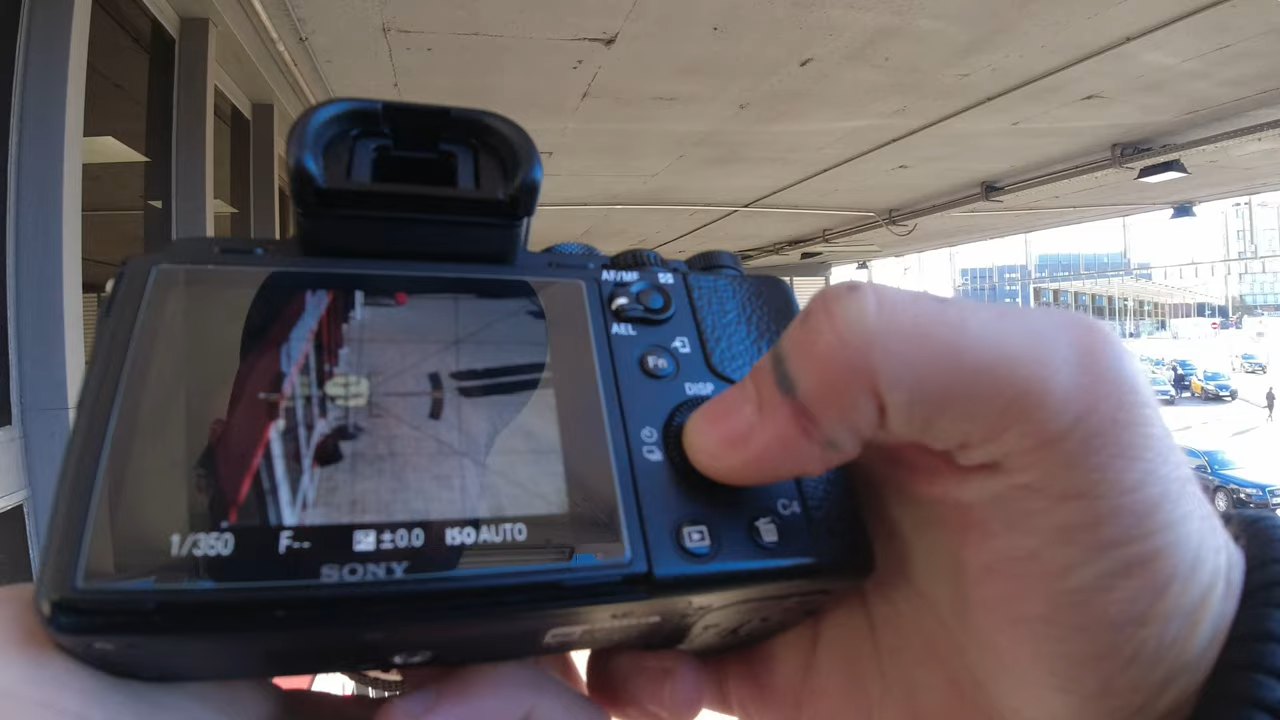 AF/MF
AEL
Fn
DISP
C4
1/350 F-- ±0.0 ISO AUTO
SONY